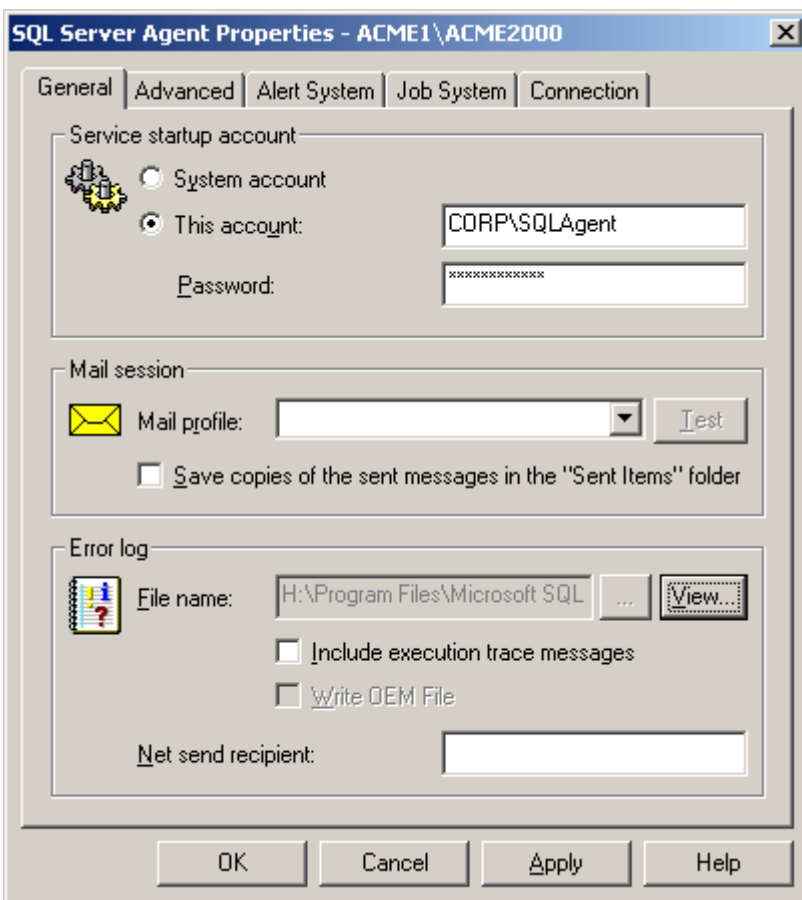 SQL Server Agent Properties - ACME1\ACME2000
General Advanced Alert System Job System Connection
Service startup account
System account
This account: CORP\SQLAgent
Password: ************
Mail session
Mail profile: Test
Save copies of the sent messages in the "Sent Items" folder
Error log
File name: H:\Program Files\Microsoft SQL ... View...
Include execution trace messages
Write OEM File
Net send recipient:
OK Cancel Apply Help